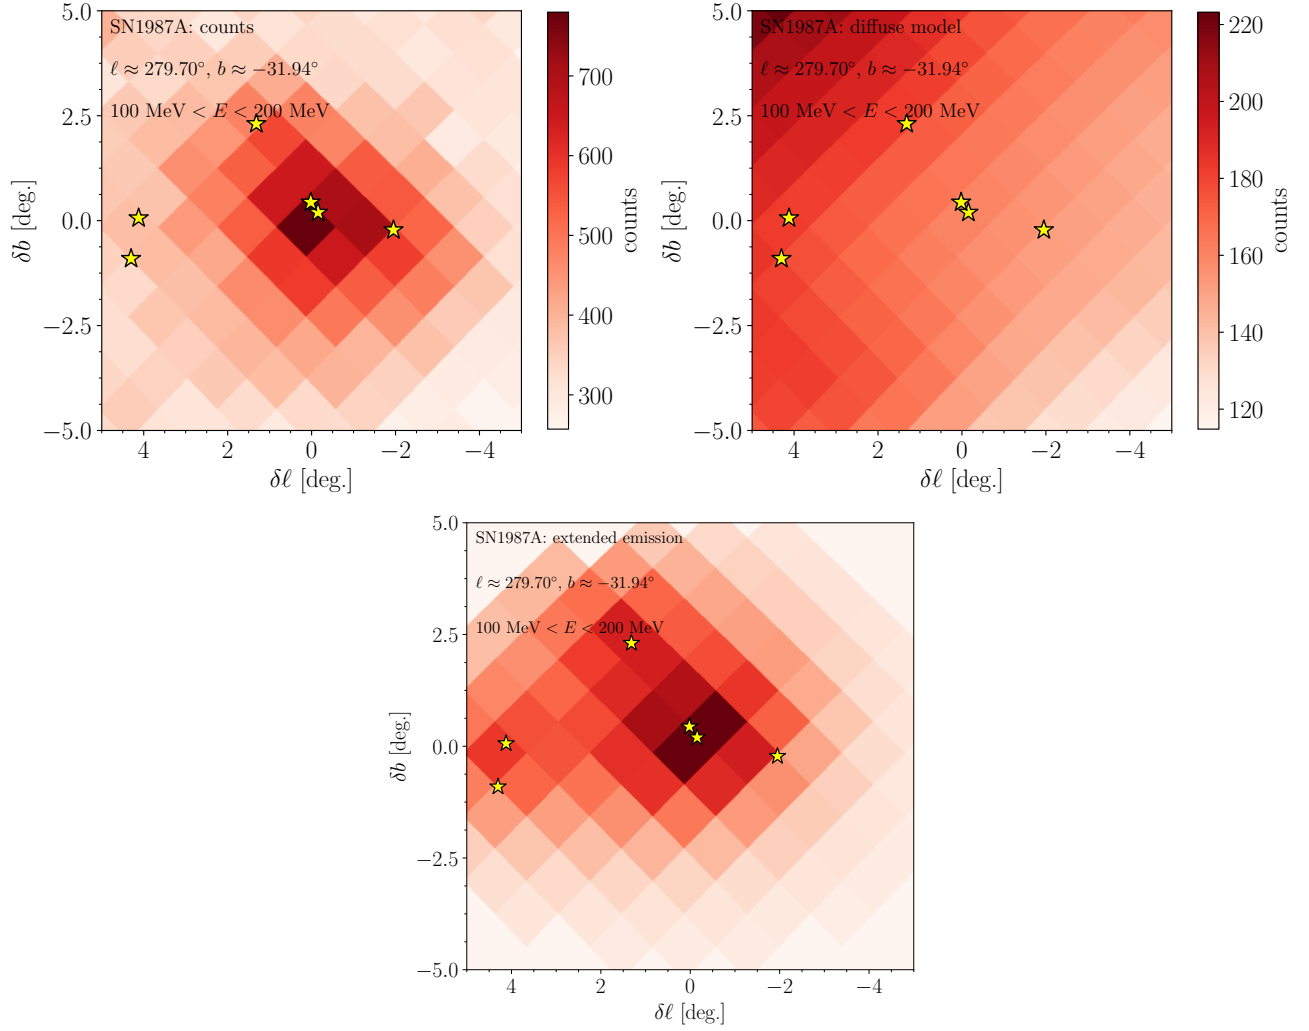 SN1987A: counts
ℓ ≈ 279.70°, b ≈ −31.94°
100 MeV < E < 200 MeV
5.0
2.5
0.0
−2.5
−5.0
δb [deg.]
4
2
0
−2
−4
δℓ [deg.]
700
600
500
400
300
counts
SN1987A: diffuse model
ℓ ≈ 279.70°, b ≈ −31.94°
100 MeV < E < 200 MeV
5.0
2.5
0.0
−2.5
−5.0
δb [deg.]
4
2
0
−2
−4
δℓ [deg.]
220
200
180
160
140
120
counts
SN1987A: extended emission
ℓ ≈ 279.70°, b ≈ −31.94°
100 MeV < E < 200 MeV
5.0
2.5
0.0
−2.5
−5.0
δb [deg.]
4
2
0
−2
−4
δℓ [deg.]